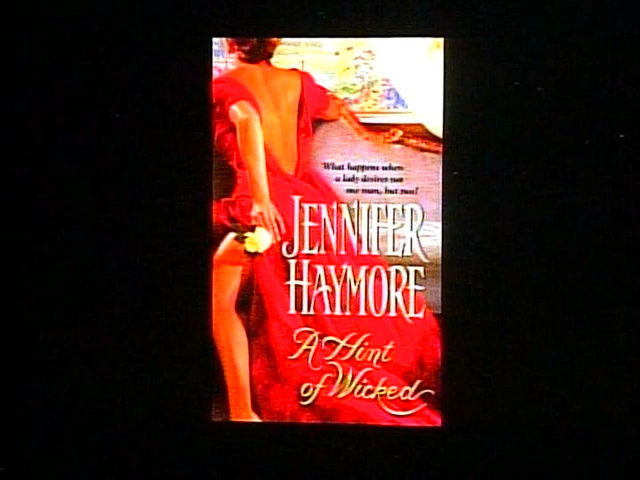 What happens when
a lady desires not
one man, but two?
JENNIFER
HAYMORE
A Hint
of Wicked